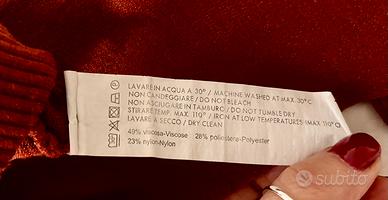 LAVARE IN ACQUA A 30° / MACHINE WASHED AT MAX. 30°C
NON CANDEGGIARE / DO NOT BLEACH
NON ASCIUGARE IN TAMBURO / DO NOT TUMBLE DRY
STIRARE TEMP. MAX. 110° / IRON AT LOW TEMPERATURES (MAX 110°C)
LAVARE A SECCO / DRY CLEAN
49% viscosa-Viscose 28% poliestere-Polyester
23% nylon-Nylon
subito